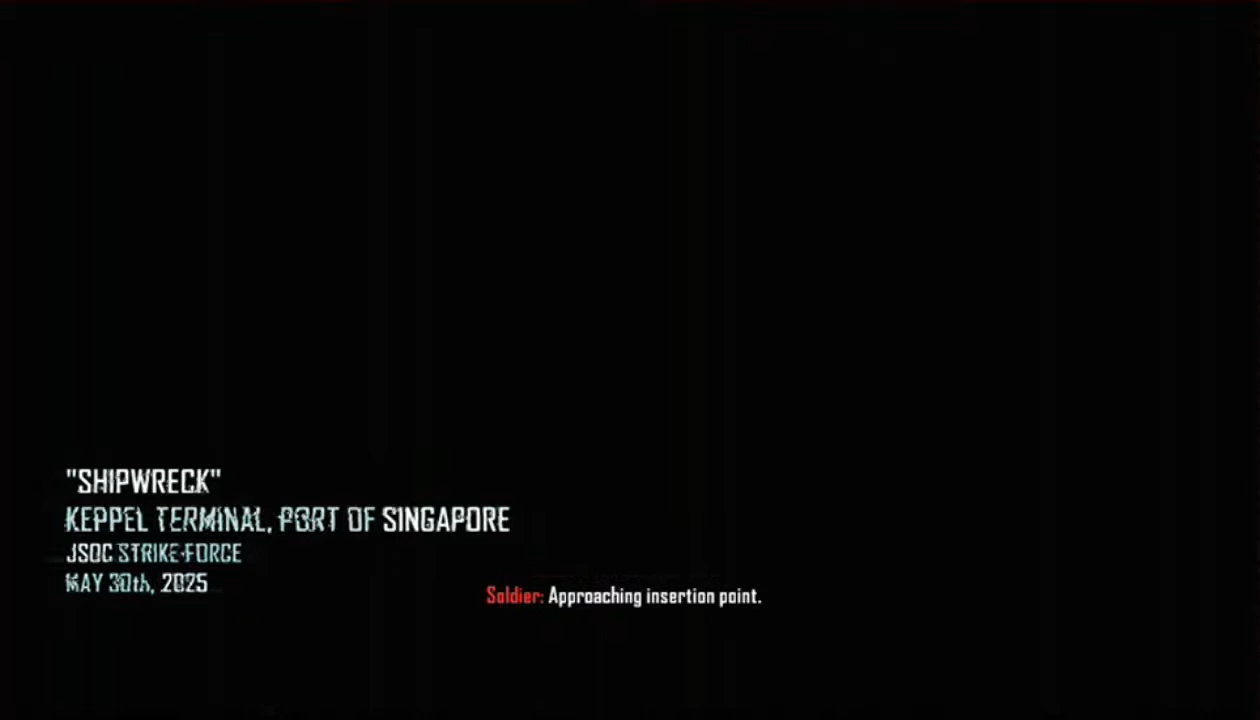 "SHIPWRECK"
KEPPEL TERMINAL, PORT OF SINGAPORE
JSOC STRIKE-FORCE
MAY 30th, 2025
Soldier: Approaching insertion point.